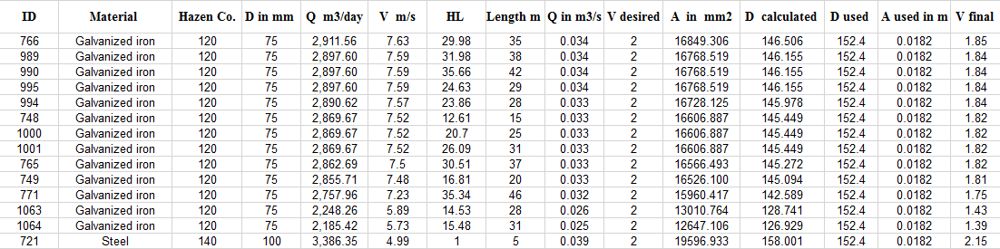 ID Material Hazen Co. D in mm Q m3/day V m/s HL Length m Q in m3/s V desired A in mm2 D calculated D used A used in m V final
766 Galvanized iron 120 75 2,911.56 7.63 29.98 35 0.034 2 16849.306 146.506 152.4 0.0182 1.85
989 Galvanized iron 120 75 2,897.60 7.59 31.98 38 0.034 2 16768.519 146.155 152.4 0.0182 1.84
990 Galvanized iron 120 75 2,897.60 7.59 35.66 42 0.034 2 16768.519 146.155 152.4 0.0182 1.84
995 Galvanized iron 120 75 2,897.60 7.59 24.63 29 0.034 2 16768.519 146.155 152.4 0.0182 1.84
994 Galvanized iron 120 75 2,890.62 7.57 23.86 28 0.033 2 16728.125 145.978 152.4 0.0182 1.84
748 Galvanized iron 120 75 2,869.67 7.52 12.61 15 0.033 2 16606.887 145.449 152.4 0.0182 1.82
1000 Galvanized iron 120 75 2,869.67 7.52 20.7 25 0.033 2 16606.887 145.449 152.4 0.0182 1.82
1001 Galvanized iron 120 75 2,869.67 7.52 26.09 31 0.033 2 16606.887 145.449 152.4 0.0182 1.82
765 Galvanized iron 120 75 2,862.69 7.5 30.51 37 0.033 2 16566.493 145.272 152.4 0.0182 1.82
749 Galvanized iron 120 75 2,855.71 7.48 16.81 20 0.033 2 16526.100 145.094 152.4 0.0182 1.81
771 Galvanized iron 120 75 2,757.96 7.23 35.34 46 0.032 2 15960.417 142.589 152.4 0.0182 1.75
1063 Galvanized iron 120 75 2,248.26 5.89 14.53 28 0.026 2 13010.764 128.741 152.4 0.0182 1.43
1064 Galvanized iron 120 75 2,185.42 5.73 15.48 31 0.025 2 12647.106 126.929 152.4 0.0182 1.39
721 Steel 140 100 3,386.35 4.99 1 5 0.039 2 19596.933 158.001 152.4 0.0182 2.15